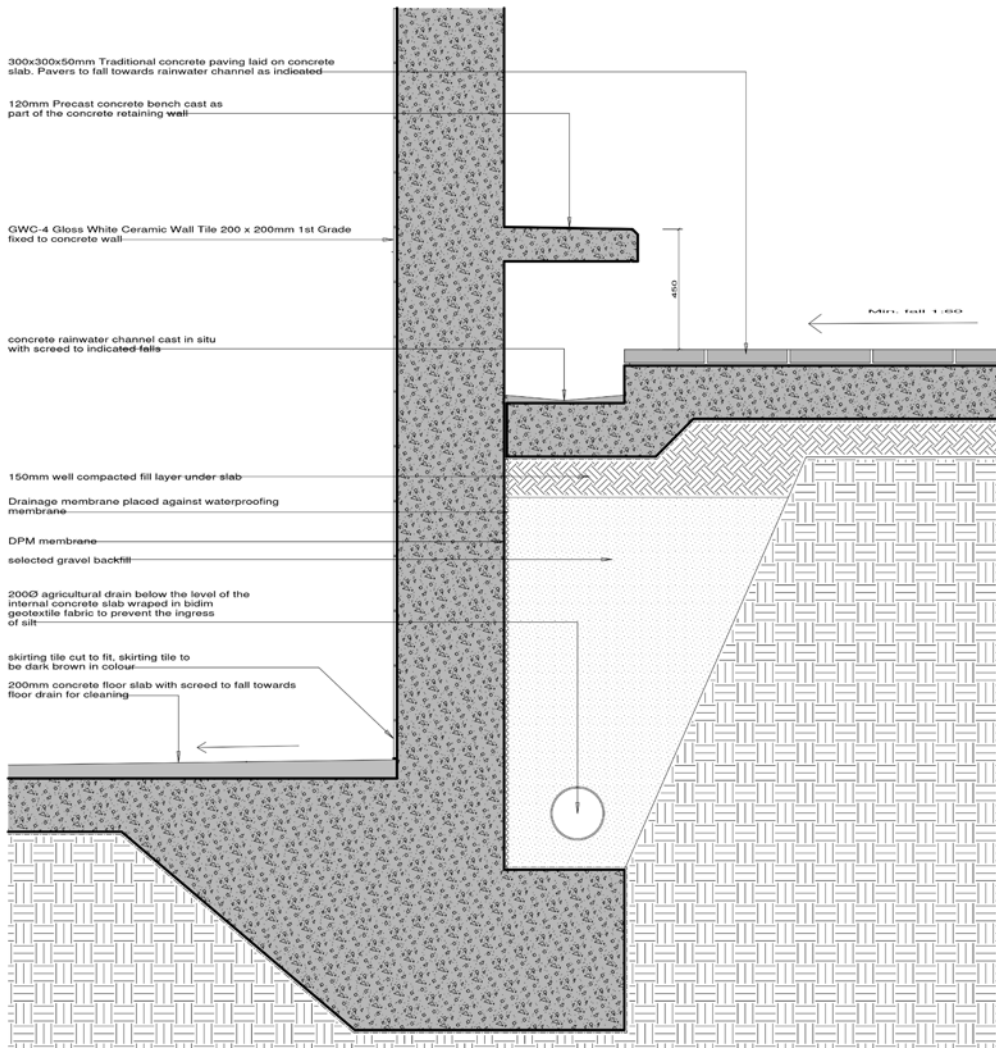 300x300x50mm Traditional concrete paving laid on concrete
slab. Pavers to fall towards rainwater channel as indicated
120mm Precast concrete bench cast as
part of the concrete retaining wall
GWC-4 Gloss White Ceramic Wall Tile 200 x 200mm 1st Grade
fixed to concrete wall
450
Min. fall 1:60
concrete rainwater channel cast in situ
with screed to indicated falls
150mm well compacted fill layer under slab
Drainage membrane placed against waterproofing
membrane
DPM membrane
selected gravel backfill
200Ø agricultural drain below the level of the
internal concrete slab wraped in bidim
geotextile fabric to prevent the ingress
of silt
skirting tile cut to fit, skirting tile to
be dark brown in colour
200mm concrete floor slab with screed to fall towards
floor drain for cleaning